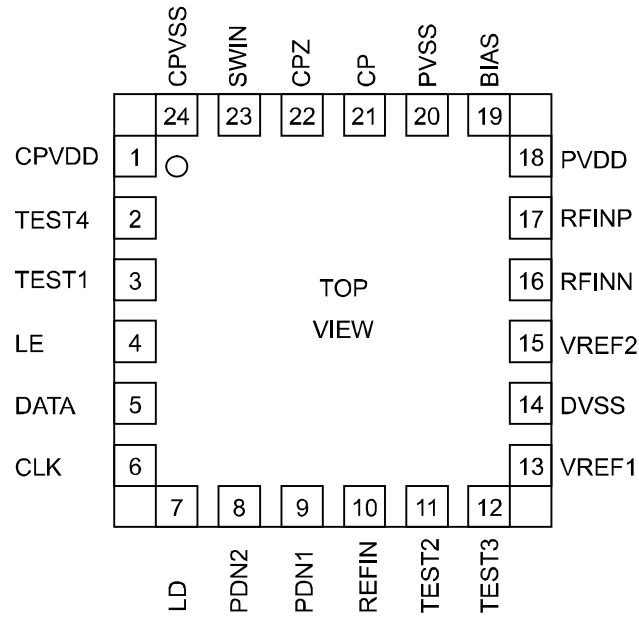 CPVSS
SWIN
CPZ
CP
PVSS
BIAS
24 23 22 21 20 19
CPVDD 1 18 PVDD
TEST4 2 17 RFINP
TEST1 3 16 RFINN
TOP
VIEW
LE 4 15 VREF2
DATA 5 14 DVSS
CLK 6 13 VREF1
7 8 9 10 11 12
LD
PDN2
PDN1
REFIN
TEST2
TEST3